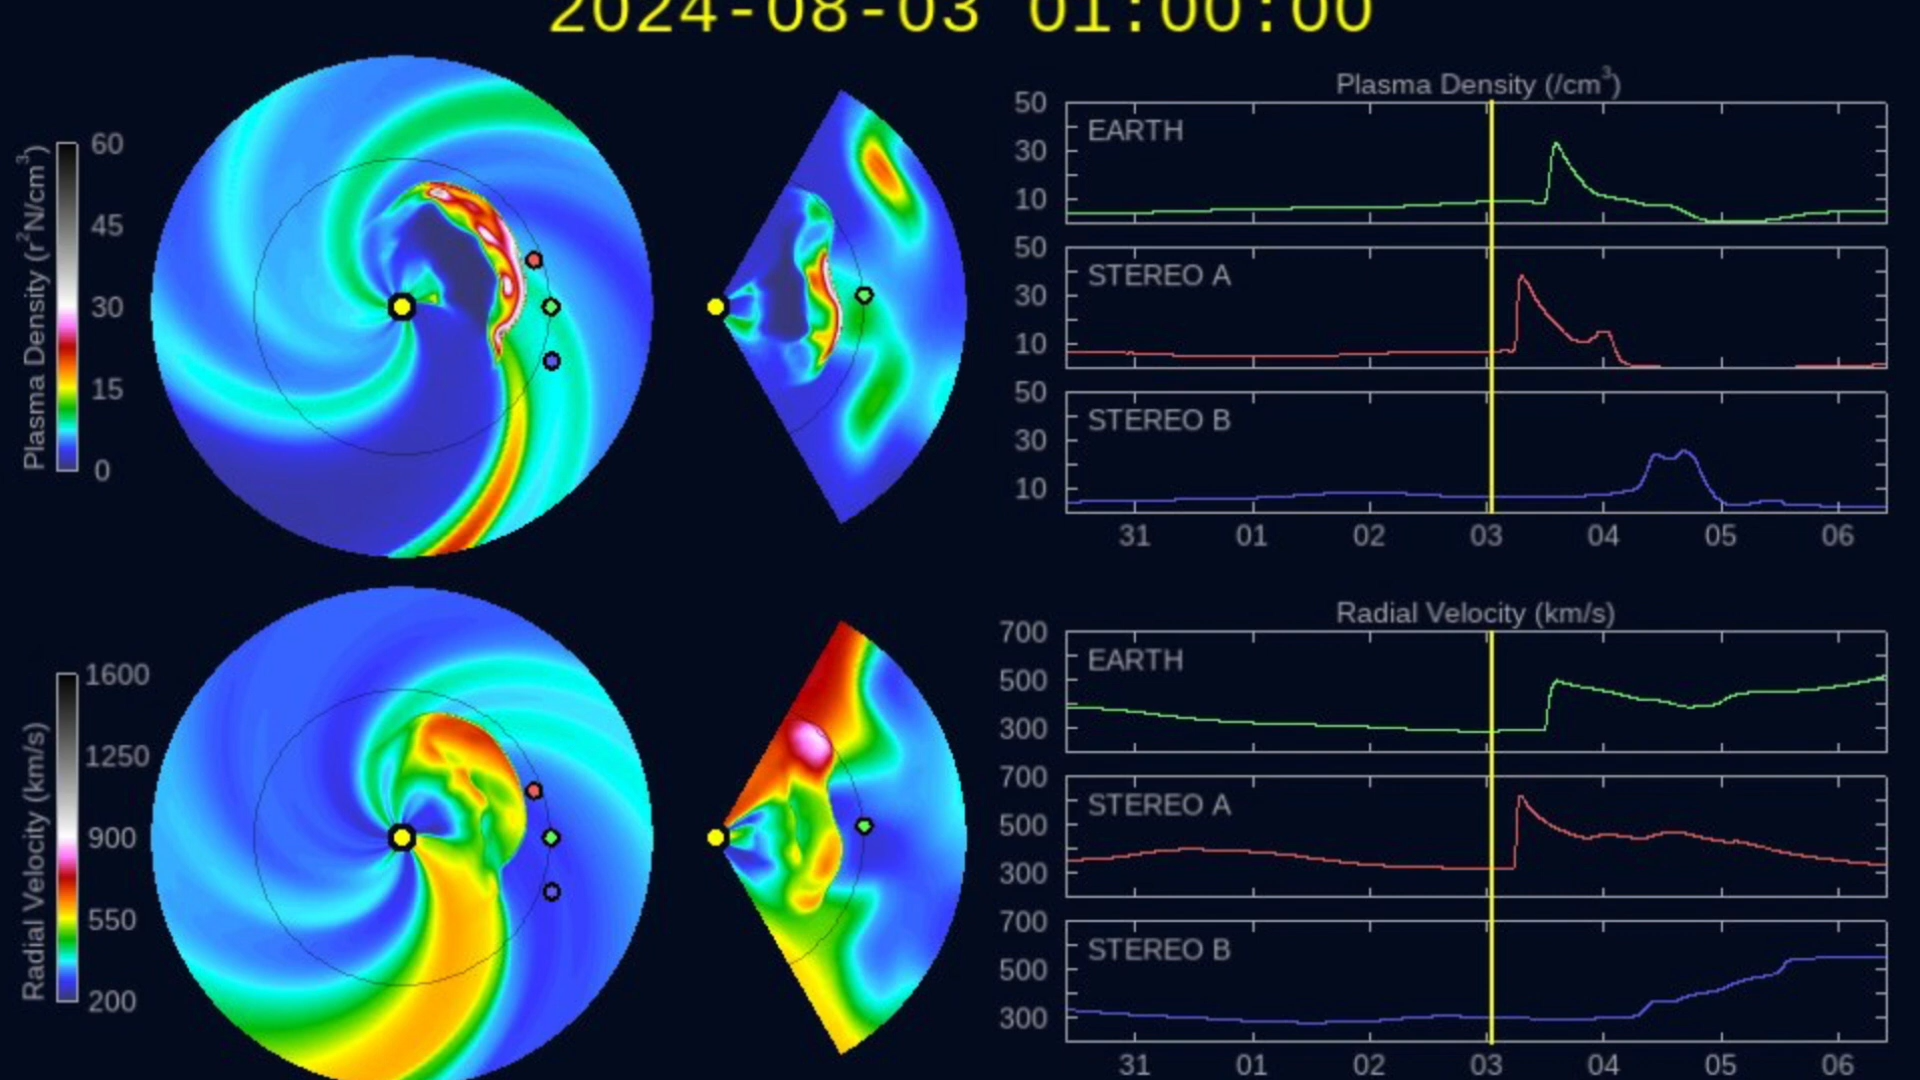 2024-08-03 01:00:00
Plasma Density (r²N/cm³)
60
45
30
15
0
Plasma Density (/cm³)
50
30
10
EARTH
50
30
10
STEREO A
50
30
10
STEREO B
31 01 02 03 04 05 06
Radial Velocity (km/s)
1600
1250
900
550
200
Radial Velocity (km/s)
700
500
300
EARTH
700
500
300
STEREO A
700
500
300
STEREO B
31 01 02 03 04 05 06